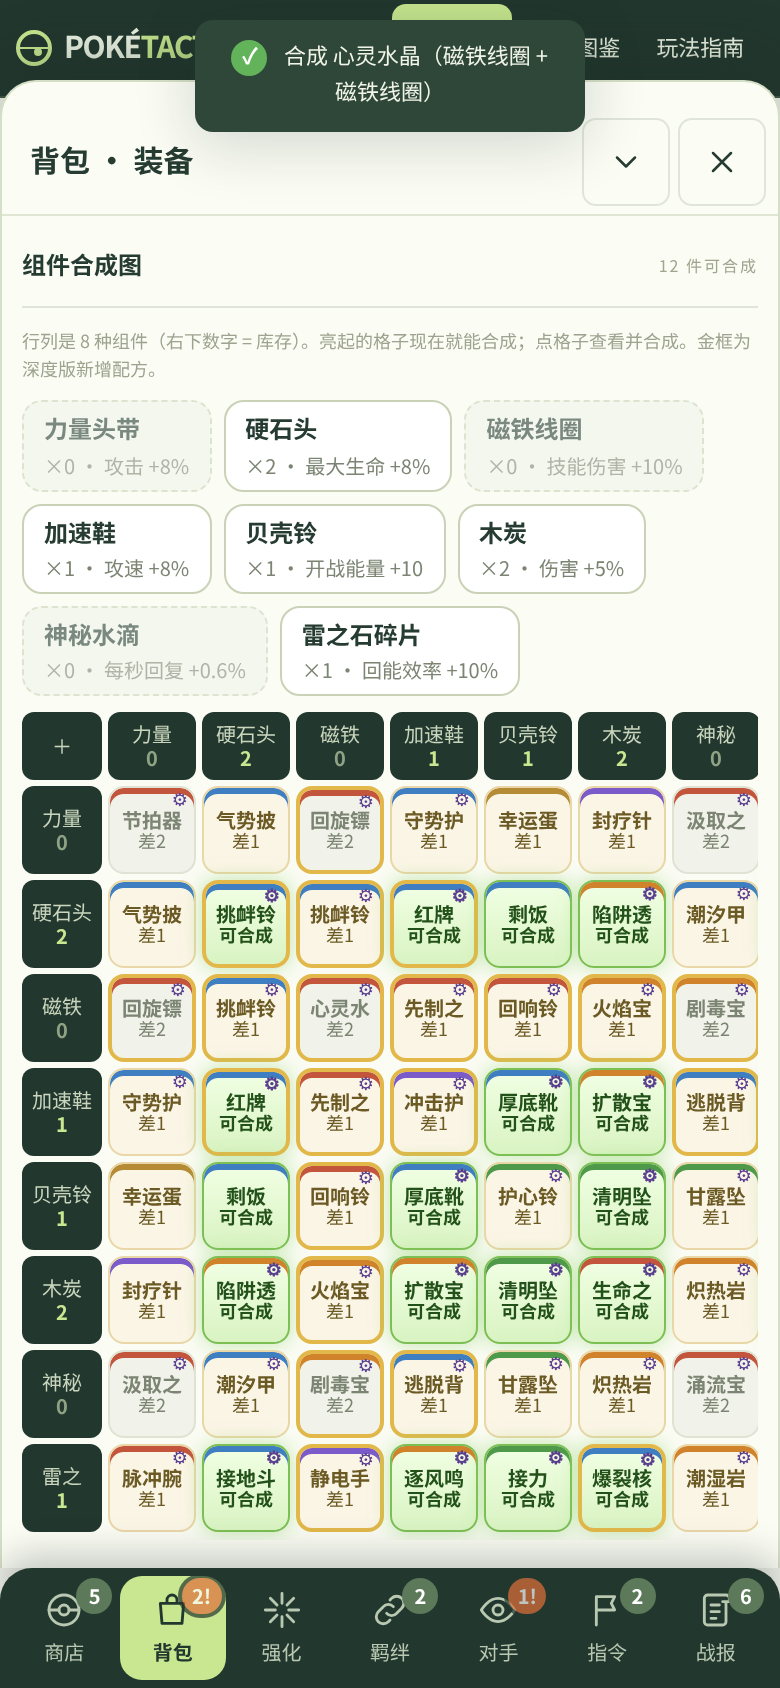 POKÉTAC
合成 心灵水晶（磁铁线圈 +
磁铁线圈）
图鉴
玩法指南
背包 · 装备
组件合成图
12 件可合成
行列是 8 种组件（右下数字 = 库存）。亮起的格子现在就能合成；点格子查看并合成。金框为
深度版新增配方。
力量头带
×0 · 攻击 +8%
硬石头
×2 · 最大生命 +8%
磁铁线圈
×0 · 技能伤害 +10%
加速鞋
×1 · 攻速 +8%
贝壳铃
×1 · 开战能量 +10
木炭
×2 · 伤害 +5%
神秘水滴
×0 · 每秒回复 +0.6%
雷之石碎片
×1 · 回能效率 +10%
+ 力量 硬石头 磁铁 加速鞋 贝壳铃 木炭 神秘
0 2 0 1 1 2 0
力量 节拍器 气势披 回旋镖 守势护 幸运蛋 封疗针 汲取之
0 差2 差1 差2 差1 差1 差1 差2
硬石头 气势披 挑衅铃 挑衅铃 红牌 剩饭 陷阱透 潮汐甲
2 差1 可合成 差1 可合成 可合成 可合成 差1
磁铁 回旋镖 挑衅铃 心灵水 先制之 回响铃 火焰宝 剧毒宝
0 差2 差1 差2 差1 差1 差1 差2
加速鞋 守势护 红牌 先制之 冲击护 厚底靴 扩散宝 逃脱背
1 差1 可合成 差1 差1 可合成 可合成 差1
贝壳铃 幸运蛋 剩饭 回响铃 厚底靴 护心铃 清明坠 甘露坠
1 差1 可合成 差1 可合成 差1 可合成 差1
木炭 封疗针 陷阱透 火焰宝 扩散宝 清明坠 生命之 炽热岩
2 差1 可合成 差1 可合成 可合成 可合成 差1
神秘 汲取之 潮汐甲 剧毒宝 逃脱背 甘露坠 炽热岩 涌流宝
0 差2 差1 差2 差1 差1 差1 差2
雷之 脉冲腕 接地斗 静电手 逐风鸣 接力 爆裂核 潮湿岩
1 差1 可合成 差1 可合成 可合成 可合成 差1
5 2! 2 1! 2 6
商店 背包 强化 羁绊 对手 指令 战报